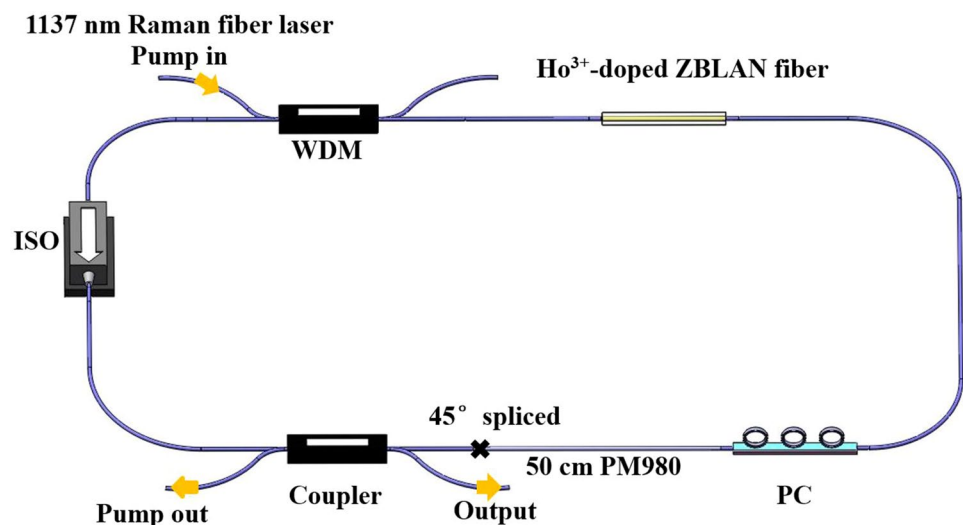 1137 nm Raman fiber laser
Pump in
Ho³⁺-doped ZBLAN fiber
WDM
ISO
45° spliced
50 cm PM980
PC
Coupler
Pump out
Output